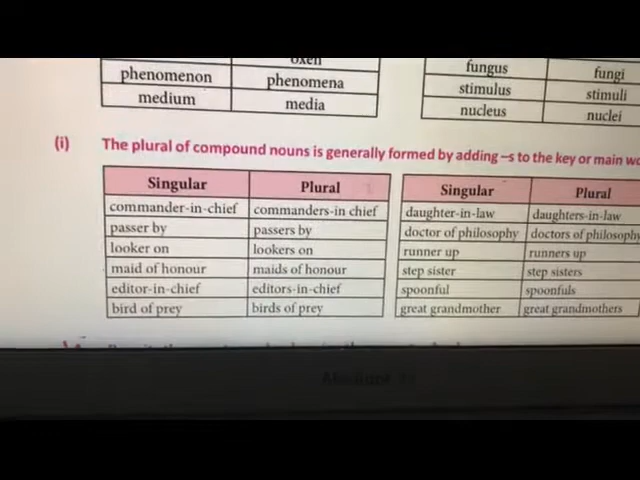 oxen
phenomenon phenomena
medium media
fungus fungi
stimulus stimuli
nucleus nuclei
(i) The plural of compound nouns is generally formed by adding –s to the key or main wo
Singular Plural
commander-in-chief commanders-in chief
passer by passers by
looker on lookers on
maid of honour maids of honour
editor-in-chief editors-in-chief
bird of prey birds of prey
Singular Plural
daughter-in-law daughters-in-law
doctor of philosophy doctors of philosophy
runner up runners up
step sister step sisters
spoonful spoonfuls
great grandmother great grandmothers